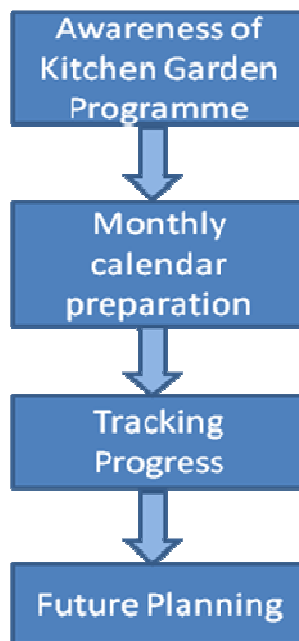 Awareness of
Kitchen Garden
Programme
Monthly
calendar
preparation
Tracking
Progress
Future Planning